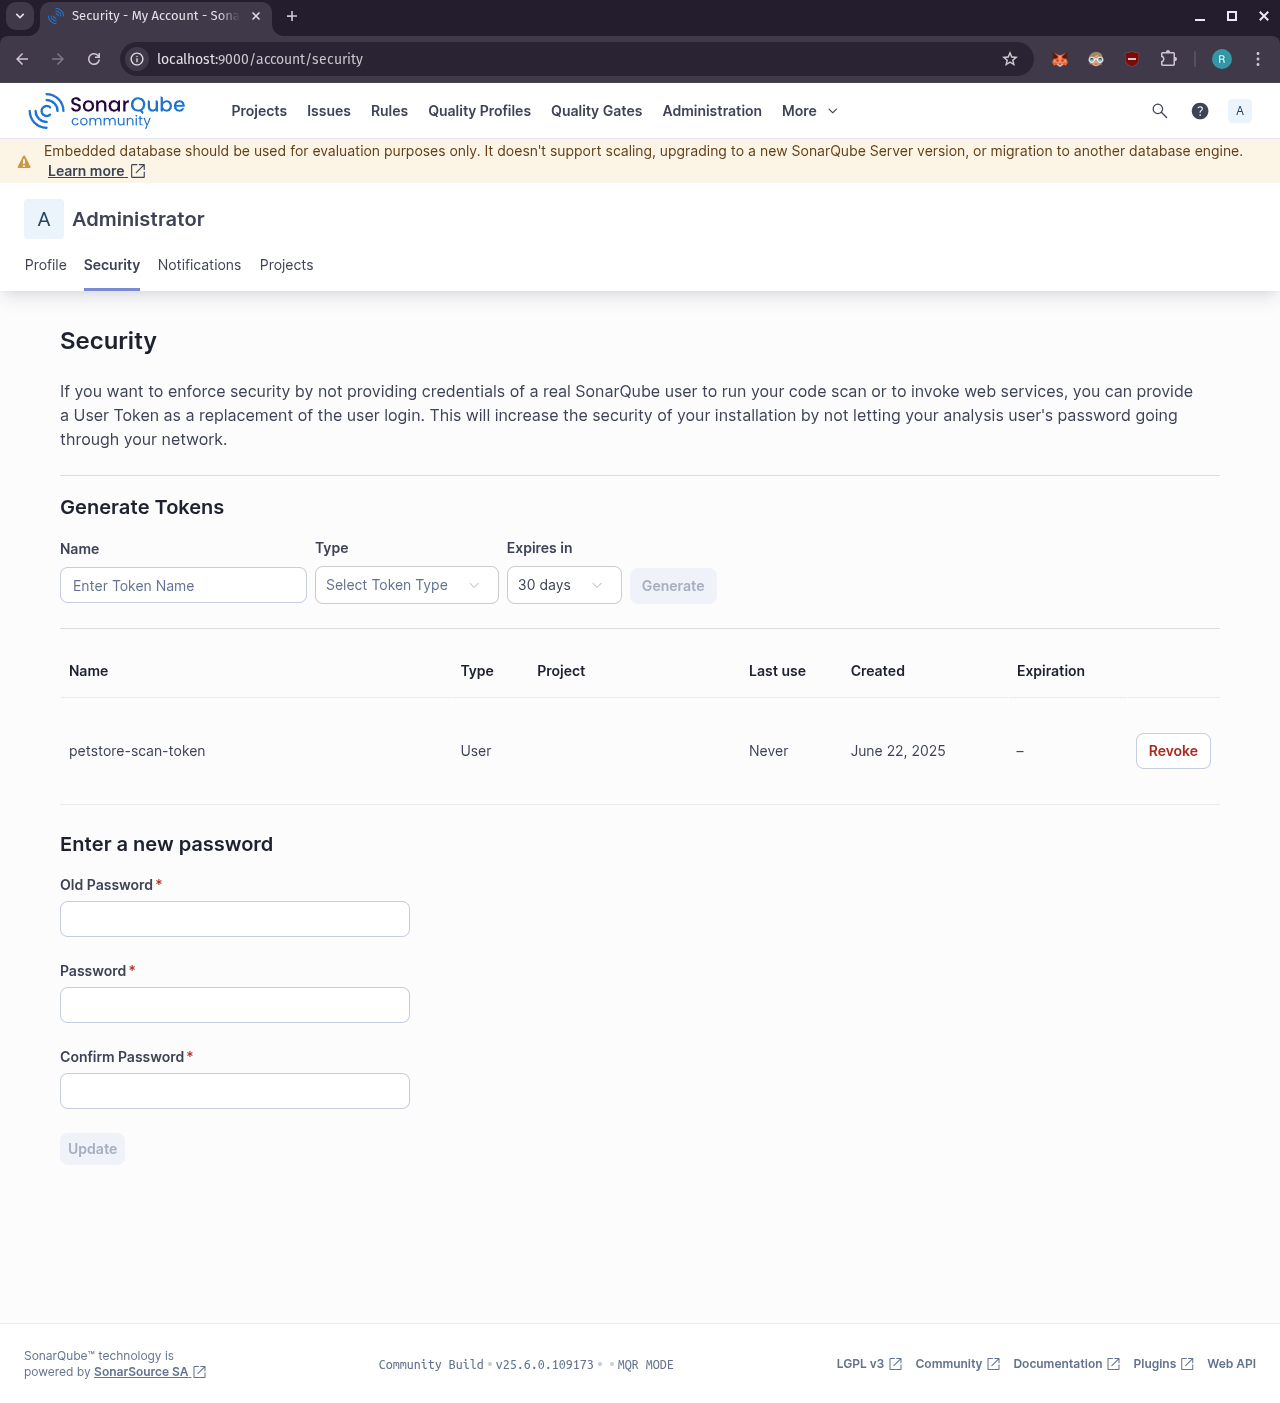 Security - My Account - Sona
localhost:9000/account/security
R
SonarQube community
Projects Issues Rules Quality Profiles Quality Gates Administration More
A
Embedded database should be used for evaluation purposes only. It doesn't support scaling, upgrading to a new SonarQube Server version, or migration to another database engine.
Learn more
A Administrator
Profile Security Notifications Projects
Security
If you want to enforce security by not providing credentials of a real SonarQube user to run your code scan or to invoke web services, you can provide
a User Token as a replacement of the user login. This will increase the security of your installation by not letting your analysis user's password going
through your network.
Generate Tokens
Name Type Expires in
Enter Token Name Select Token Type 30 days Generate
Name Type Project Last use Created Expiration
petstore-scan-token User Never June 22, 2025 – Revoke
Enter a new password
Old Password *
Password *
Confirm Password *
Update
SonarQube™ technology is
powered by SonarSource SA
Community Build • v25.6.0.109173 • • MQR MODE
LGPL v3 Community Documentation Plugins Web API